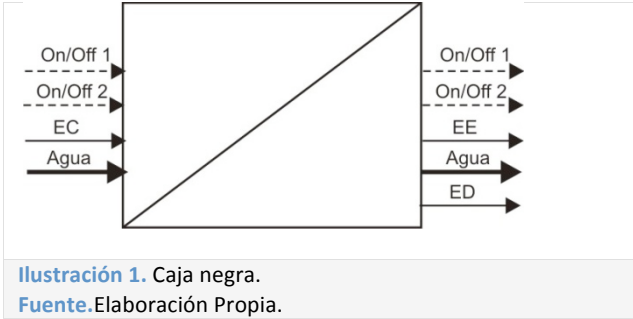 On/Off 1
On/Off 2
EC
Agua
On/Off 1
On/Off 2
EE
Agua
ED
Ilustración 1. Caja negra.
Fuente.Elaboración Propia.